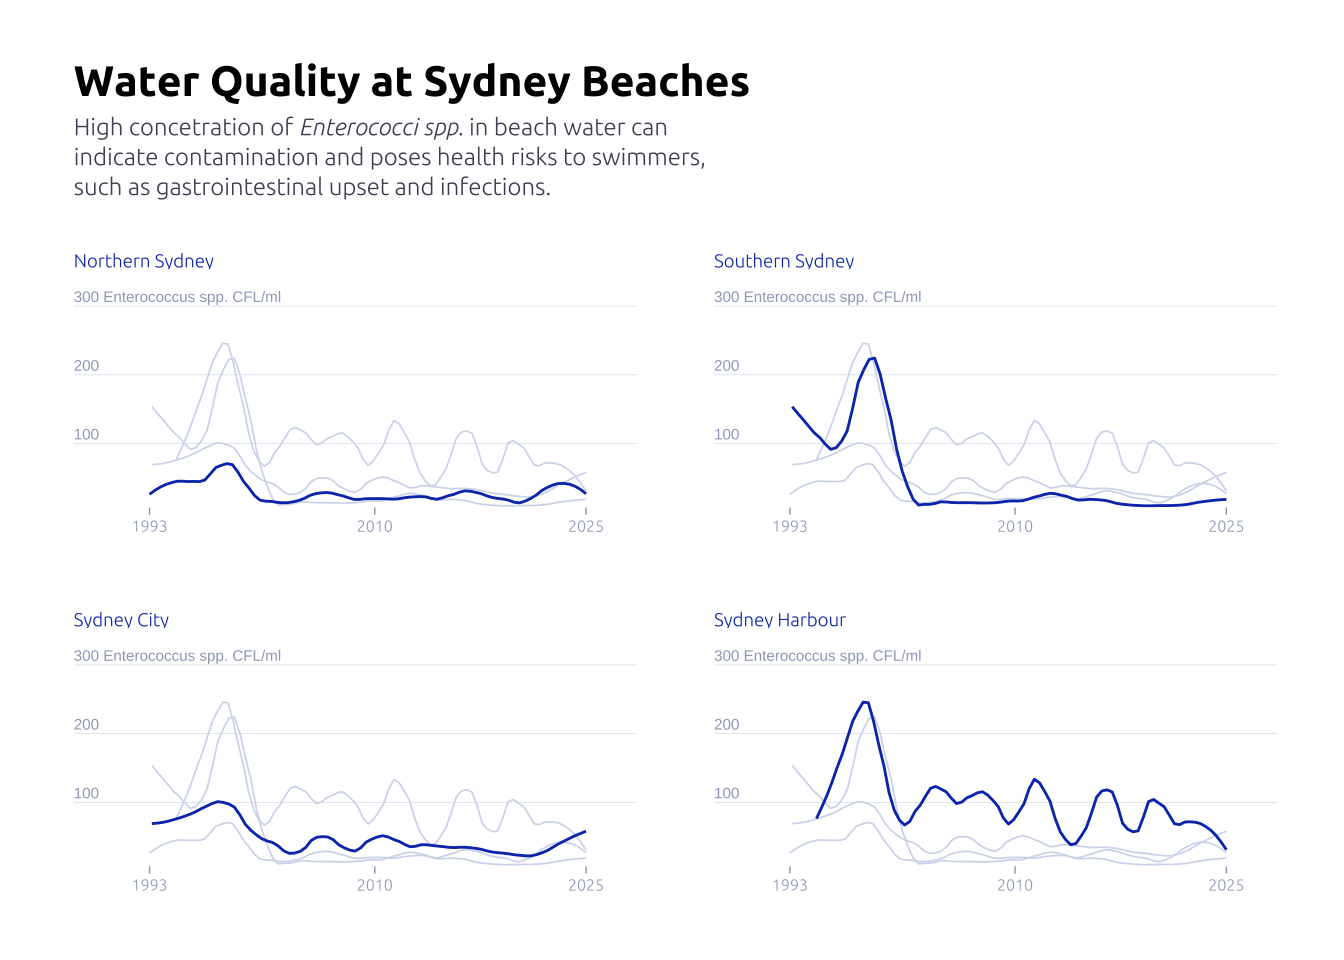 Water Quality at Sydney Beaches
High concetration of Enterococci spp. in beach water can
indicate contamination and poses health risks to swimmers,
such as gastrointestinal upset and infections.
Northern Sydney
300 Enterococcus spp. CFL/ml
200
100
1993 2010 2025
Southern Sydney
300 Enterococcus spp. CFL/ml
200
100
1993 2010 2025
Sydney City
300 Enterococcus spp. CFL/ml
200
100
1993 2010 2025
Sydney Harbour
300 Enterococcus spp. CFL/ml
200
100
1993 2010 2025